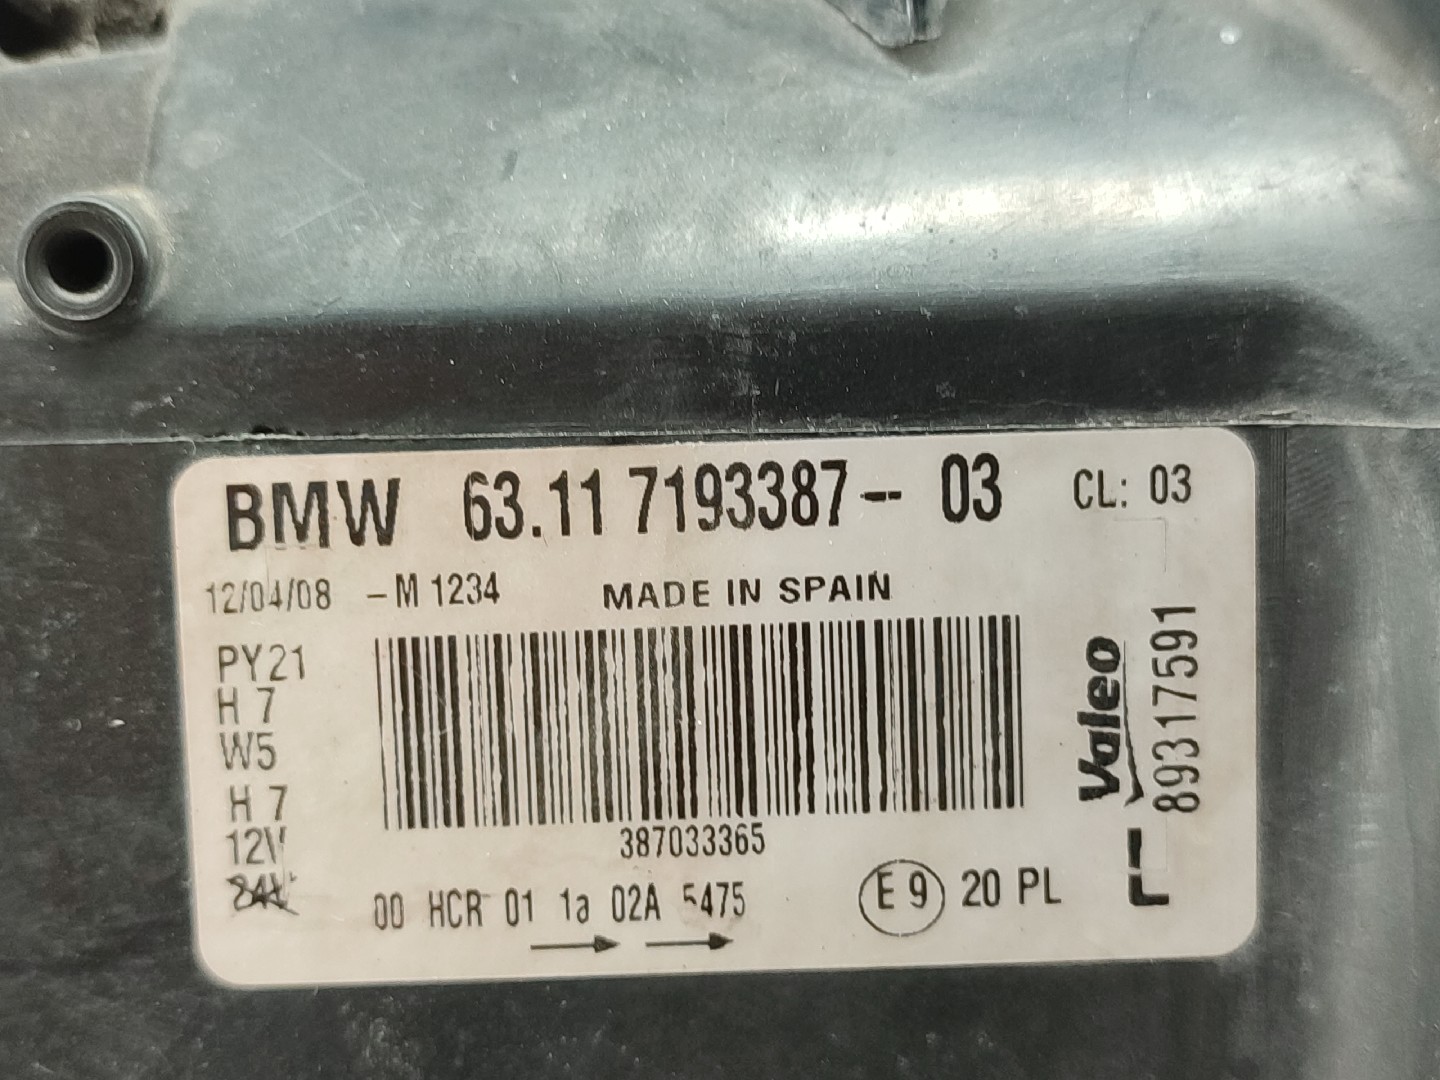 BMW 63.11 7193387-- 03 CL: 03
12/04/08 -M 1234 MADE IN SPAIN
PY21
H 7
W5
H 7
12V
24V
387033365
00 HCR 01 1a 02A 5475
E 9 20 PL
Valeo
89317591
L